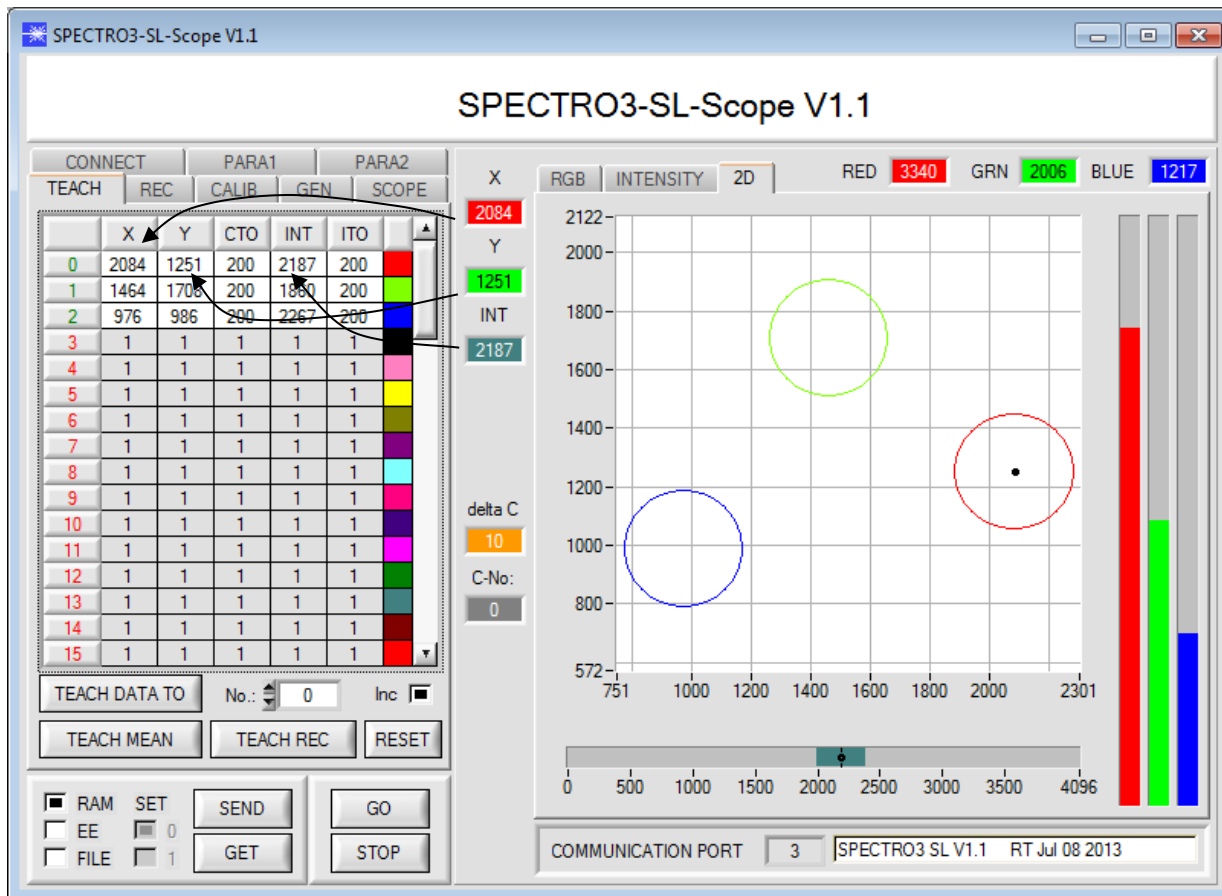 SPECTRO3-SL-Scope V1.1
SPECTRO3-SL-Scope V1.1
CONNECT PARA1 PARA2
TEACH REC CALIB GEN SCOPE
X Y CTO INT ITO
0 2084 1251 200 2187 200
1 1464 1708 200 1860 200
2 976 986 200 2267 200
3 1 1 1 1 1
4 1 1 1 1 1
5 1 1 1 1 1
6 1 1 1 1 1
7 1 1 1 1 1
8 1 1 1 1 1
9 1 1 1 1 1
10 1 1 1 1 1
11 1 1 1 1 1
12 1 1 1 1 1
13 1 1 1 1 1
14 1 1 1 1 1
15 1 1 1 1 1
TEACH DATA TO No.: 0 Inc
TEACH MEAN TEACH REC RESET
RAM SET SEND GO
EE 0
FILE 1 GET STOP
X
2084
Y
1251
INT
2187
delta C
10
C-No:
0
RGB INTENSITY 2D RED 3340 GRN 2006 BLUE 1217
2122
2000
1800
1600
1400
1200
1000
800
572
751 1000 1200 1400 1600 1800 2000 2301
0 500 1000 1500 2000 2500 3000 3500 4096
COMMUNICATION PORT 3 SPECTRO3 SL V1.1 RT Jul 08 2013